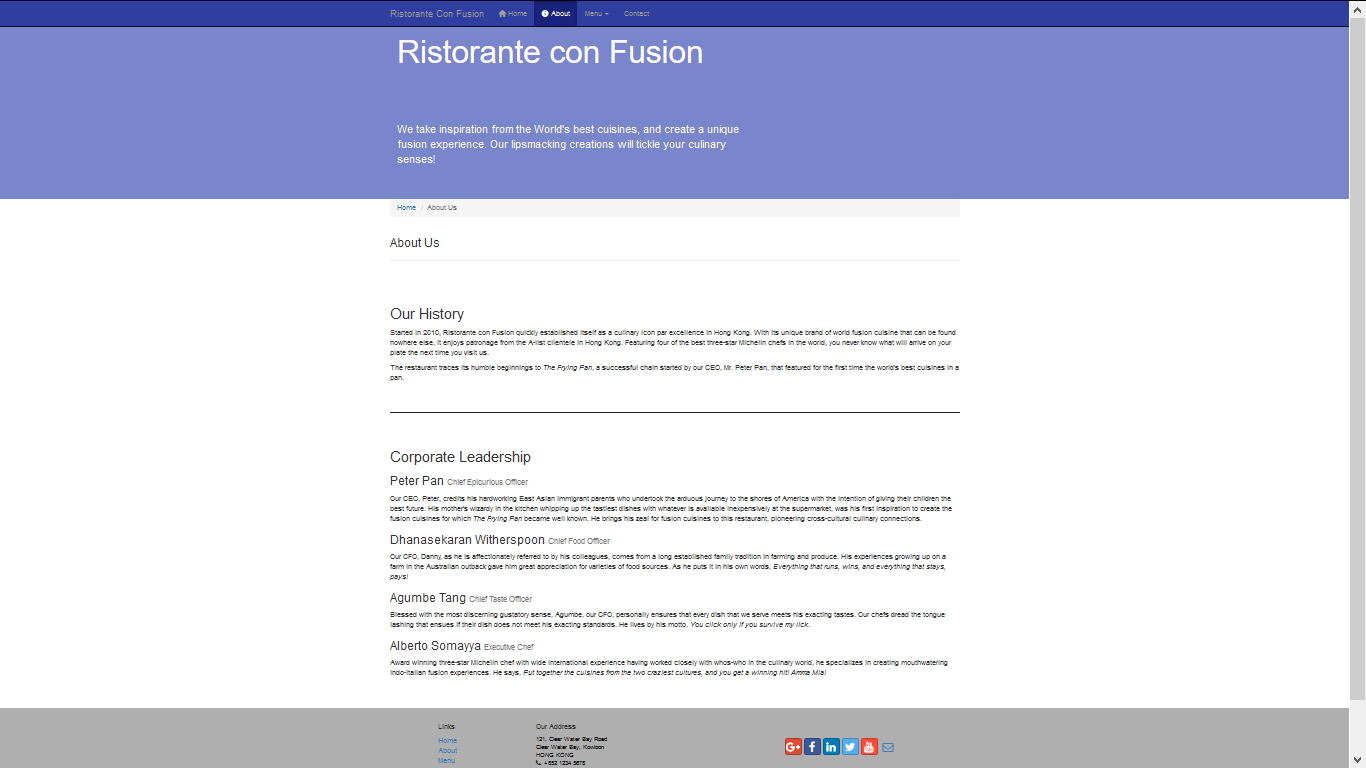 Ristorante Con Fusion Home About Menu Contact
Ristorante con Fusion
We take inspiration from the World's best cuisines, and create a unique
fusion experience. Our lipsmacking creations will tickle your culinary
senses!
Home / About Us
About Us
Our History
Started in 2010, Ristorante con Fusion quickly established itself as a culinary icon par excellence in Hong Kong. With its unique brand of world fusion cuisine that can be found
nowhere else, it enjoys patronage from the A-list clientele in Hong Kong. Featuring four of the best three-star Michelin chefs in the world, you never know what will arrive on your
plate the next time you visit us.
The restaurant traces its humble beginnings to The Frying Pan, a successful chain started by our CEO, Mr. Peter Pan, that featured for the first time the world's best cuisines in a
pan.
Corporate Leadership
Peter Pan Chief Epicurious Officer
Our CEO, Peter, credits his hardworking East Asian immigrant parents who undertook the arduous journey to the shores of America with the intention of giving their children the
best future. His mother's wizardy in the kitchen whipping up the tastiest dishes with whatever is available inexpensively at the supermarket, was his first inspiration to create the
fusion cuisines for which The Frying Pan became well known. He brings his zeal for fusion cuisines to this restaurant, pioneering cross-cultural culinary connections.
Dhanasekaran Witherspoon Chief Food Officer
Our CFO, Danny, as he is affectionately referred to by his colleagues, comes from a long established family tradition in farming and produce. His experiences growing up on a
farm in the Australian outback gave him great appreciation for varieties of food sources. As he puts it in his own words, Everything that runs, wins, and everything that stays,
pays!
Agumbe Tang Chief Taste Officer
Blessed with the most discerning gustatory sense, Agumbe, our CFO, personally ensures that every dish that we serve meets his exacting tastes. Our chefs dread the tongue
lashing that ensues if their dish does not meet his exacting standards. He lives by his motto, You click only if you survive my lick.
Alberto Somayya Executive Chef
Award winning three-star Michelin chef with wide international experience having worked closely with whos-who in the culinary world, he specializes in creating mouthwatering
Indo-Italian fusion experiences. He says, Put together the cuisines from the two craziest cultures, and you get a winning hit! Amma Mia!
Links
Home
About
Menu
Our Address
121, Clear Water Bay Road
Clear Water Bay, Kowloon
HONG KONG
+852 1234 5678
G+ f in You